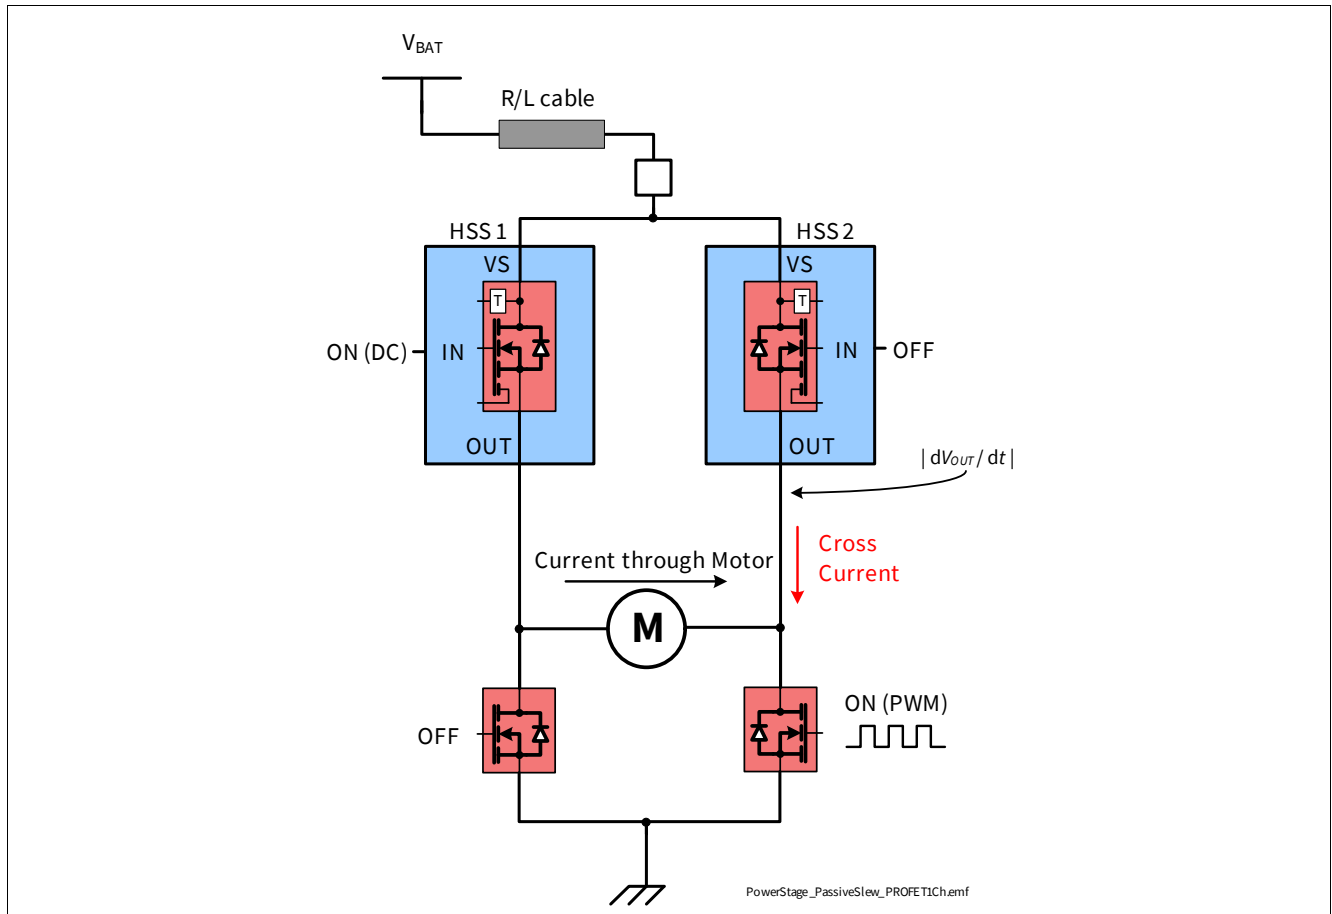 VBAT
R/L cable
HSS 1
HSS 2
VS
VS
T
T
ON (DC)
IN
IN
OFF
OUT
OUT
| dVOUT / dt |
Cross
Current
Current through Motor
M
OFF
ON (PWM)
PowerStage_PassiveSlew_PROFET1Ch.emf